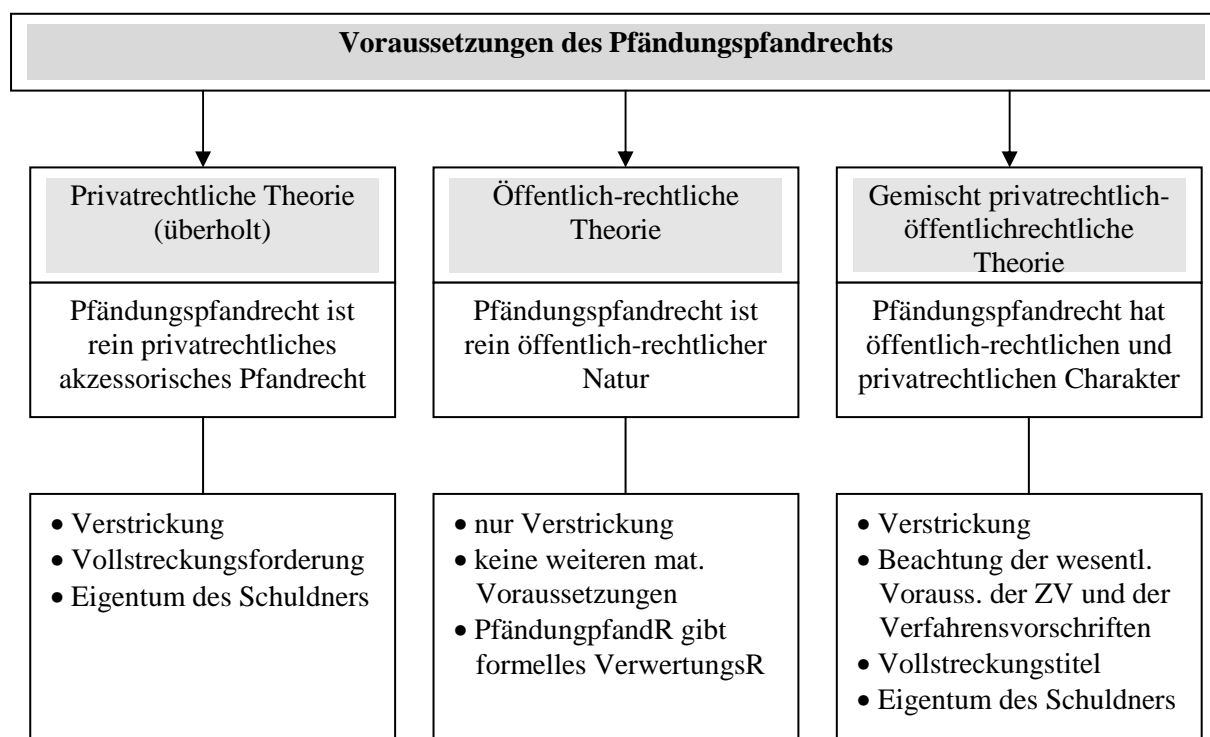 Voraussetzungen des Pfändungspfandrechts
Privatrechtliche Theorie
(überholt)
Pfändungspfandrecht ist
rein privatrechtliches
akzessorisches Pfandrecht
• Verstrickung
• Vollstreckungsforderung
• Eigentum des Schuldners
Öffentlich-rechtliche
Theorie
Pfändungspfandrecht ist
rein öffentlich-rechtlicher
Natur
• nur Verstrickung
• keine weiteren mat.
Voraussetzungen
• PfändungpfandR gibt
formelles VerwertungsR
Gemischt privatrechtlich-
öffentlichrechtliche
Theorie
Pfändungspfandrecht hat
öffentlich-rechtlichen und
privatrechtlichen Charakter
• Verstrickung
• Beachtung der wesentl.
Vorauss. der ZV und der
Verfahrensvorschriften
• Vollstreckungstitel
• Eigentum des Schuldners